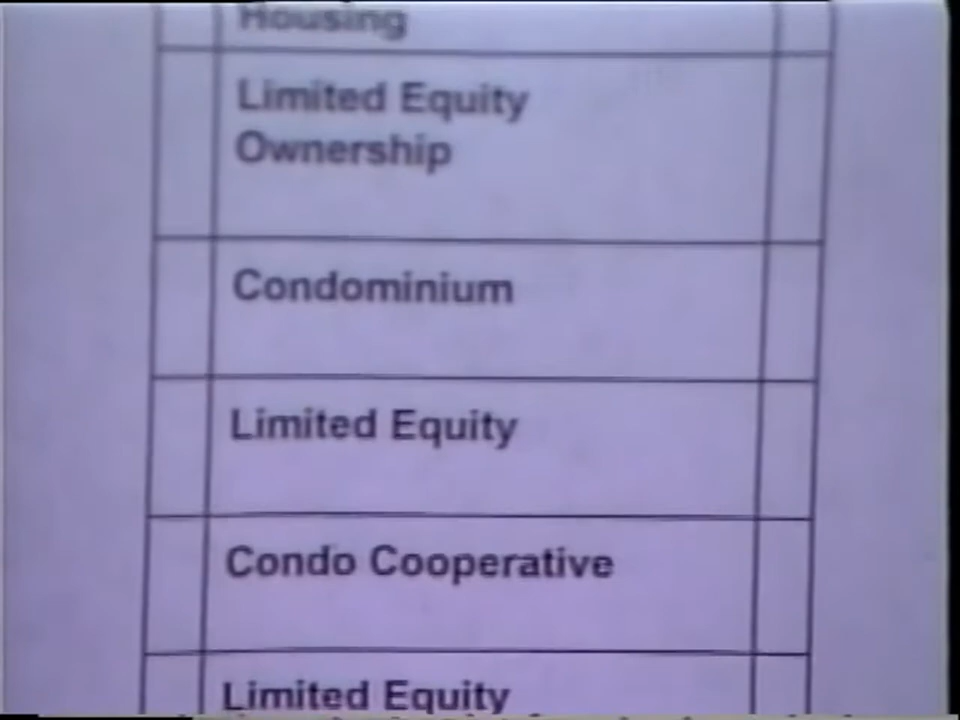 Housing
Limited Equity
Ownership
Condominium
Limited Equity
Condo Cooperative
Limited Equity